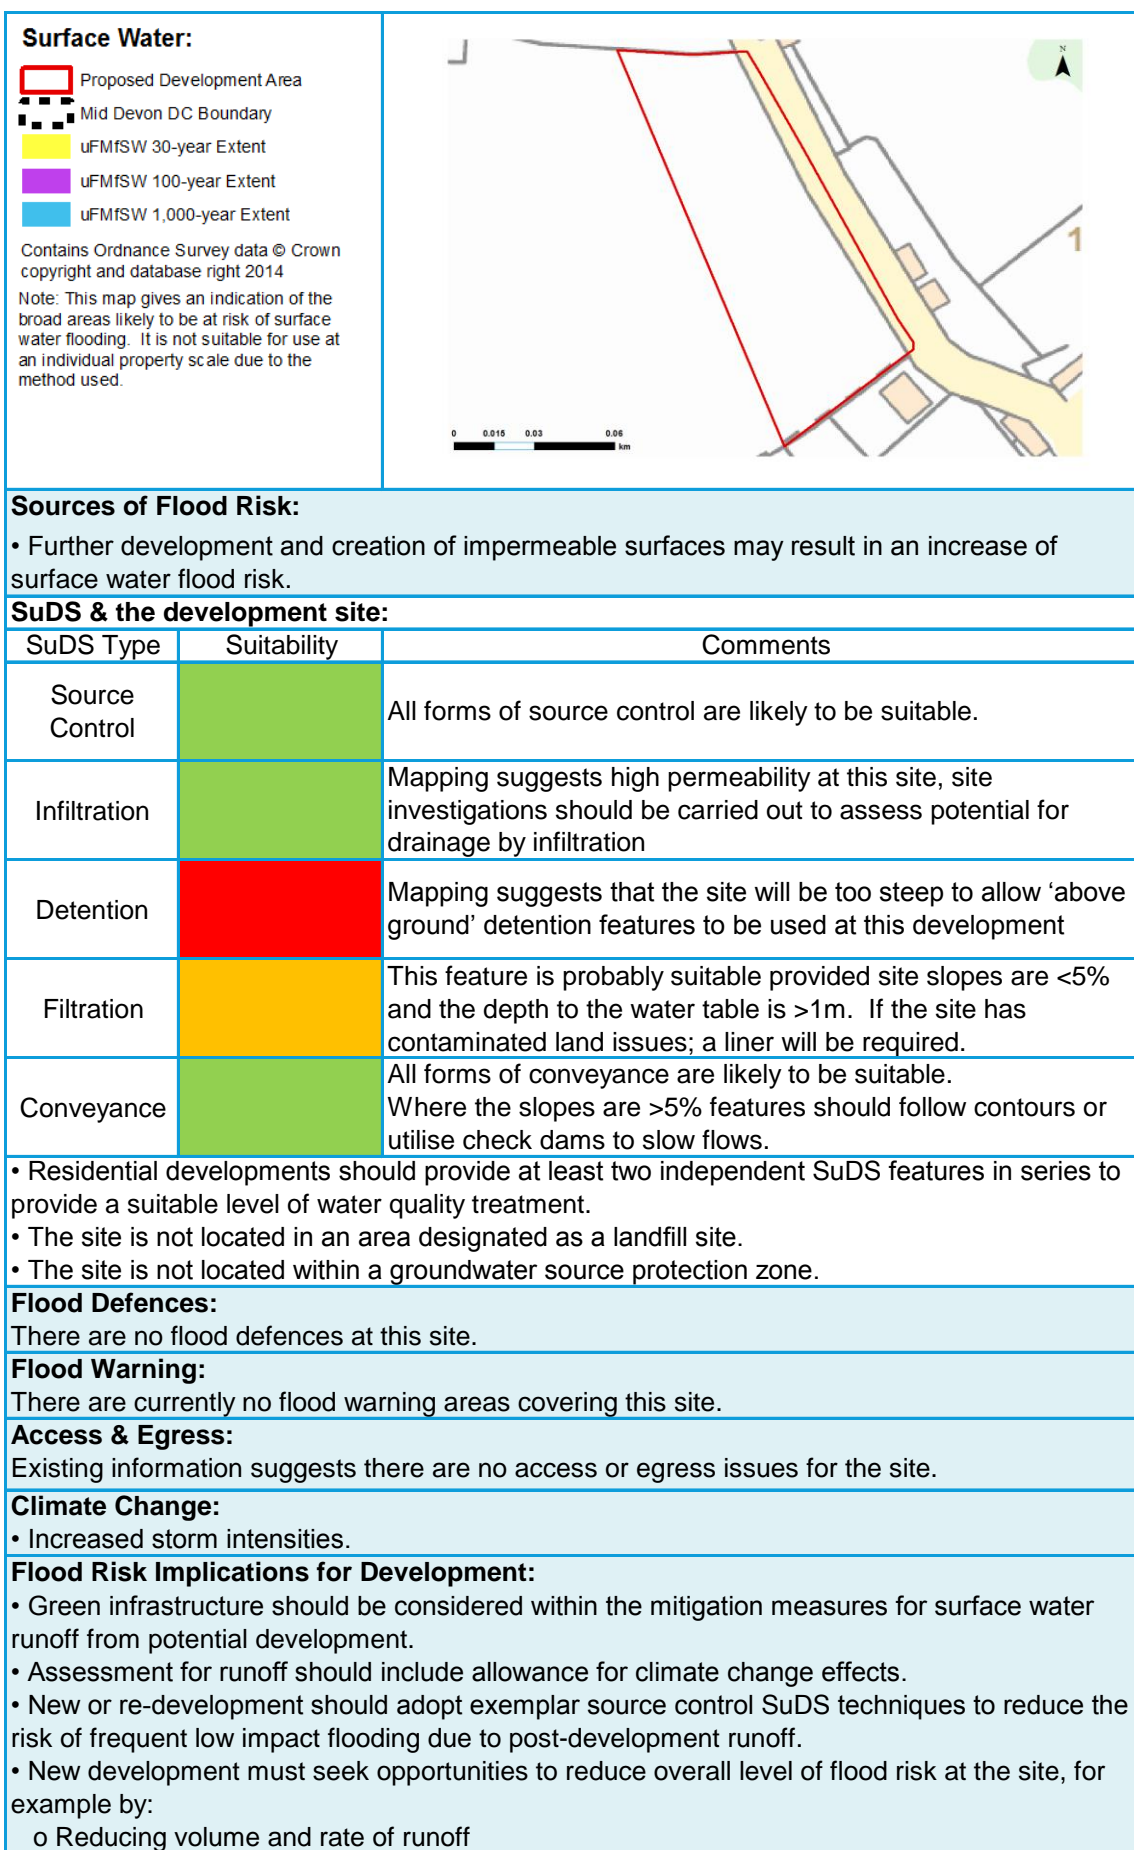 Surface Water:
Proposed Development Area
Mid Devon DC Boundary
uFMfSW 30-year Extent
uFMfSW 100-year Extent
uFMfSW 1,000-year Extent
Contains Ordnance Survey data © Crown
copyright and database right 2014
Note: This map gives an indication of the
broad areas likely to be at risk of surface
water flooding. It is not suitable for use at
an individual property scale due to the
method used.
N
1
0 0.015 0.03 0.06
km
Sources of Flood Risk:
• Further development and creation of impermeable surfaces may result in an increase of
surface water flood risk.
SuDS & the development site:
SuDS Type Suitability Comments
Source
Control
All forms of source control are likely to be suitable.
Infiltration
Mapping suggests high permeability at this site, site
investigations should be carried out to assess potential for
drainage by infiltration
Detention
Mapping suggests that the site will be too steep to allow ‘above
ground’ detention features to be used at this development
Filtration
This feature is probably suitable provided site slopes are <5%
and the depth to the water table is >1m. If the site has
contaminated land issues; a liner will be required.
Conveyance
All forms of conveyance are likely to be suitable.
Where the slopes are >5% features should follow contours or
utilise check dams to slow flows.
• Residential developments should provide at least two independent SuDS features in series to
provide a suitable level of water quality treatment.
• The site is not located in an area designated as a landfill site.
• The site is not located within a groundwater source protection zone.
Flood Defences:
There are no flood defences at this site.
Flood Warning:
There are currently no flood warning areas covering this site.
Access & Egress:
Existing information suggests there are no access or egress issues for the site.
Climate Change:
• Increased storm intensities.
Flood Risk Implications for Development:
• Green infrastructure should be considered within the mitigation measures for surface water
runoff from potential development.
• Assessment for runoff should include allowance for climate change effects.
• New or re-development should adopt exemplar source control SuDS techniques to reduce the
risk of frequent low impact flooding due to post-development runoff.
• New development must seek opportunities to reduce overall level of flood risk at the site, for
example by:
o Reducing volume and rate of runoff